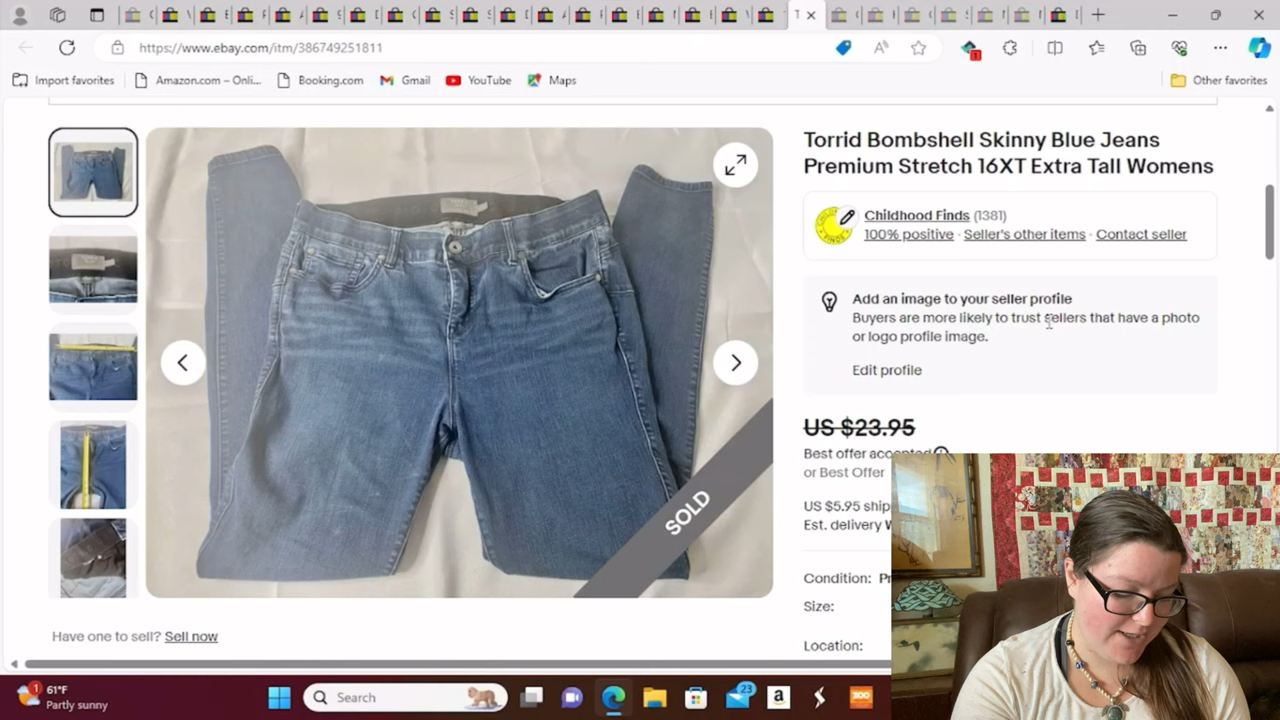 https://www.ebay.com/itm/386749251811
Import favorites
Amazon.com – Onli...
Booking.com
Gmail
YouTube
Maps
Other favorites
Torrid Bombshell Skinny Blue Jeans
Premium Stretch 16XT Extra Tall Womens
Childhood Finds (1381)
100% positive · Seller's other items · Contact seller
Add an image to your seller profile
Buyers are more likely to trust sellers that have a photo
or logo profile image.
Edit profile
US $23.95
Best offer accepted
or Best Offer
US $5.95 ship
Est. delivery W
Condition: Pr
Size:
Location:
SOLD
Have one to sell? Sell now
1
61°F
Partly sunny
Search
23
a
ZOO